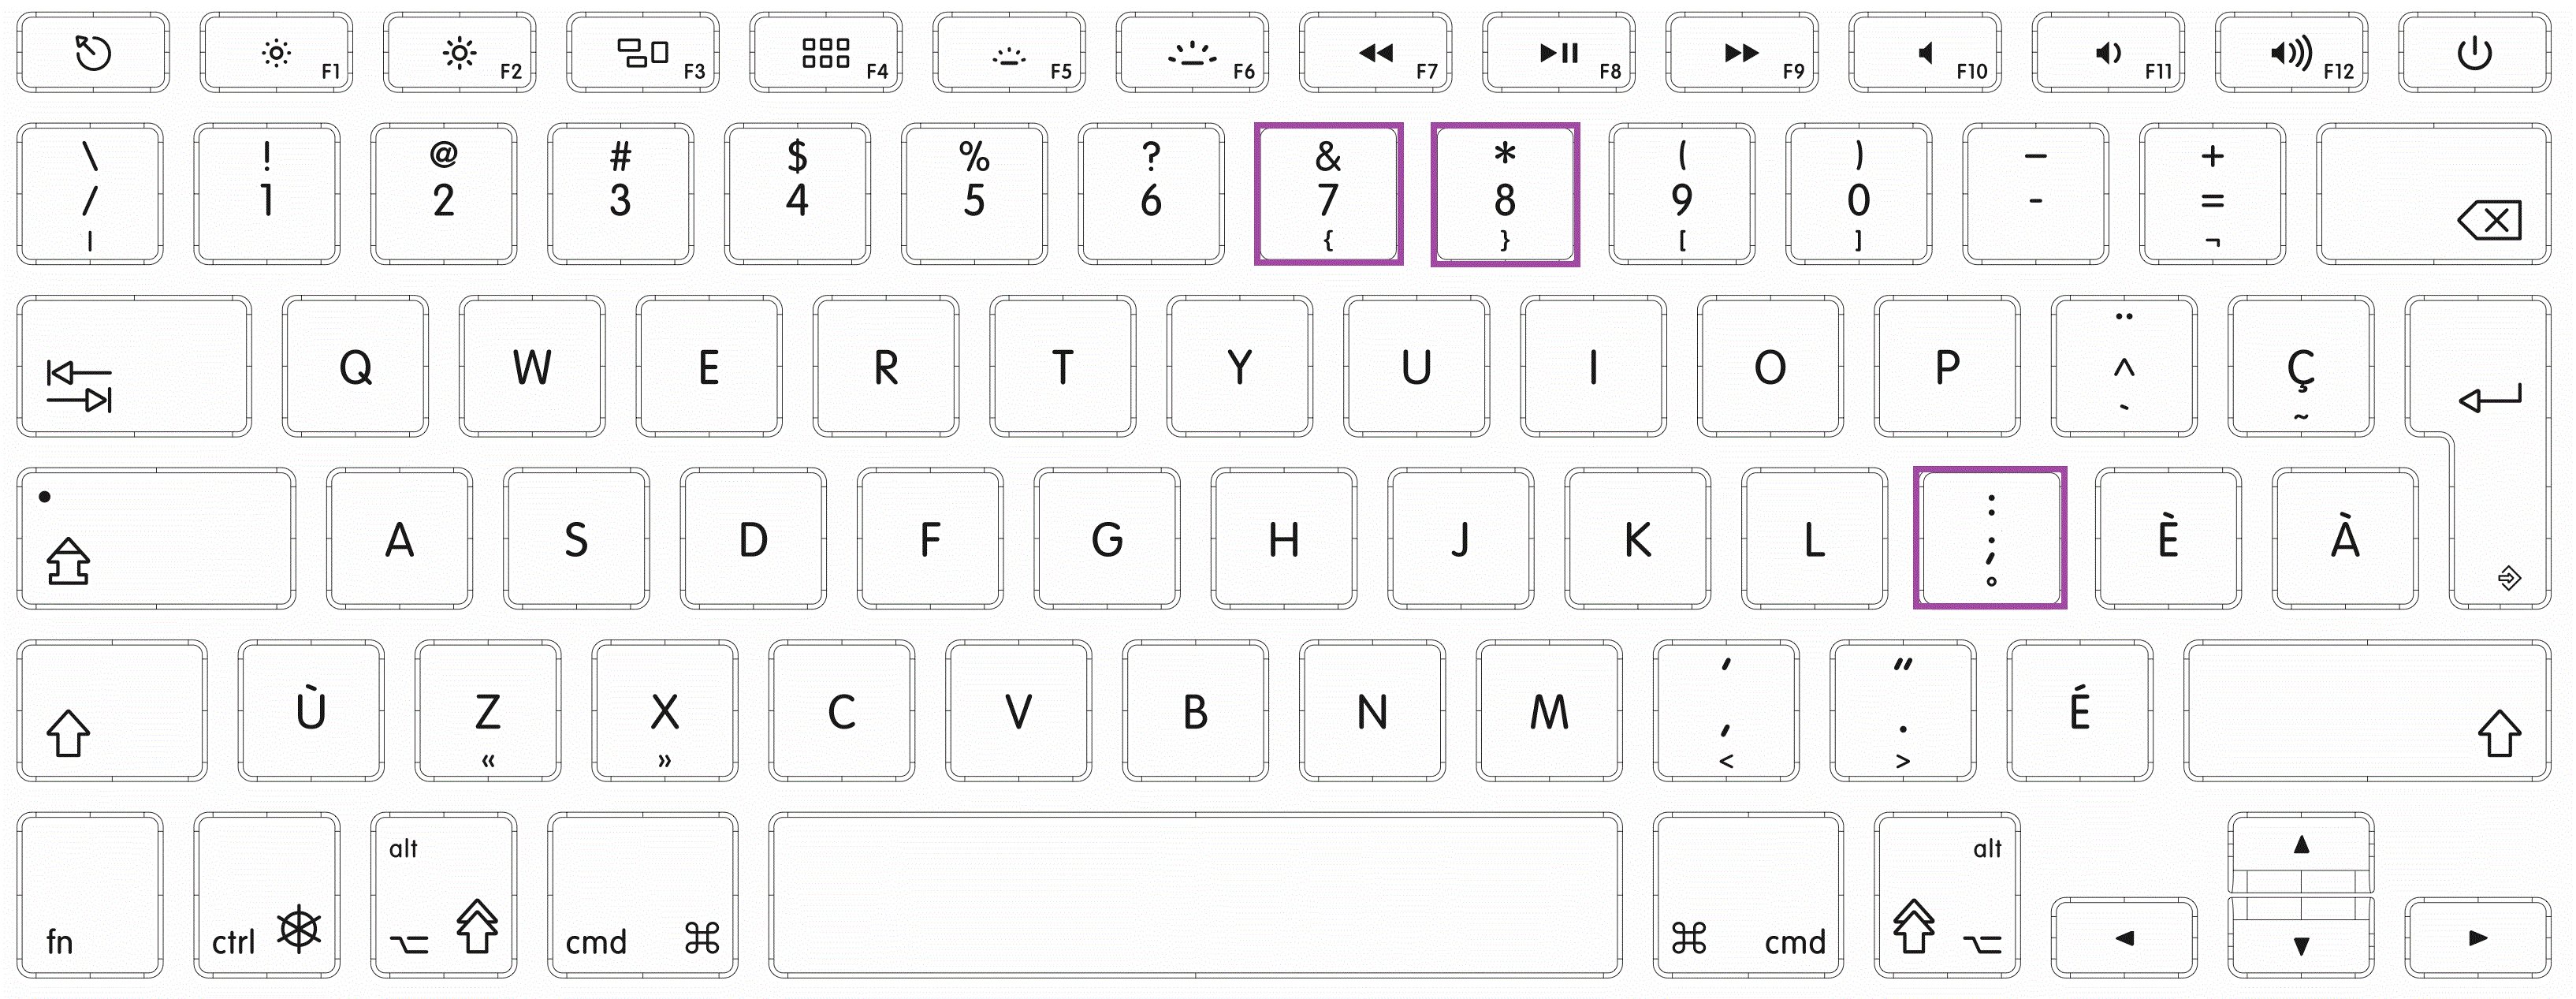 F1 F2 F3 F4 F5 F6 F7 F8 F9 F10 F11 F12
\ ! @ # $ % ? & * ( ) _ +
/ 1 2 3 4 5 6 7 8 9 0 - =
| { } [ ] ¬
¨
Q W E R T Y U I O P ^ Ç
` ~
:
A S D F G H J K L ; È À
°
' "
Ù Z X C V B N M , . É
« » < >
alt alt
fn ctrl ⌥ cmd ⌘ ⌘ cmd ⌥